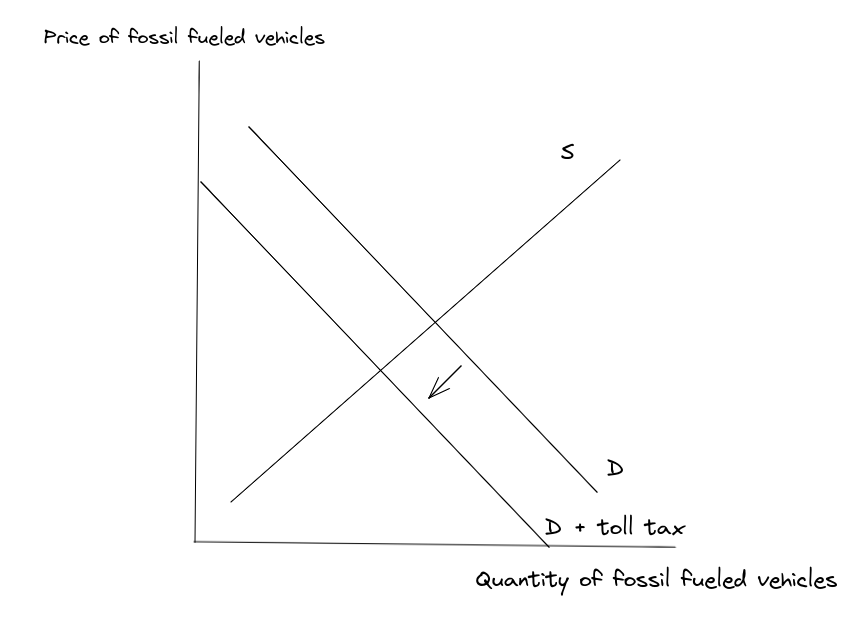 Price of fossil fueled vehicles
S
D
D + toll tax
Quantity of fossil fueled vehicles